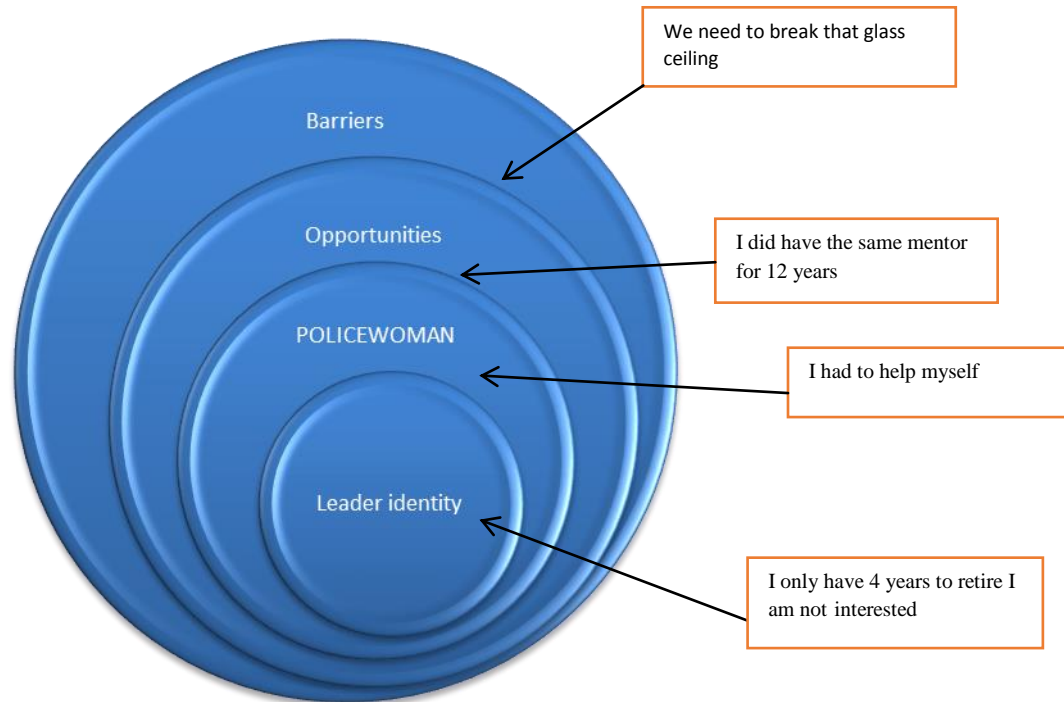 We need to break that glass
ceiling
Barriers
Opportunities
I did have the same mentor
for 12 years
POLICEWOMAN
I had to help myself
Leader identity
I only have 4 years to retire I
am not interested